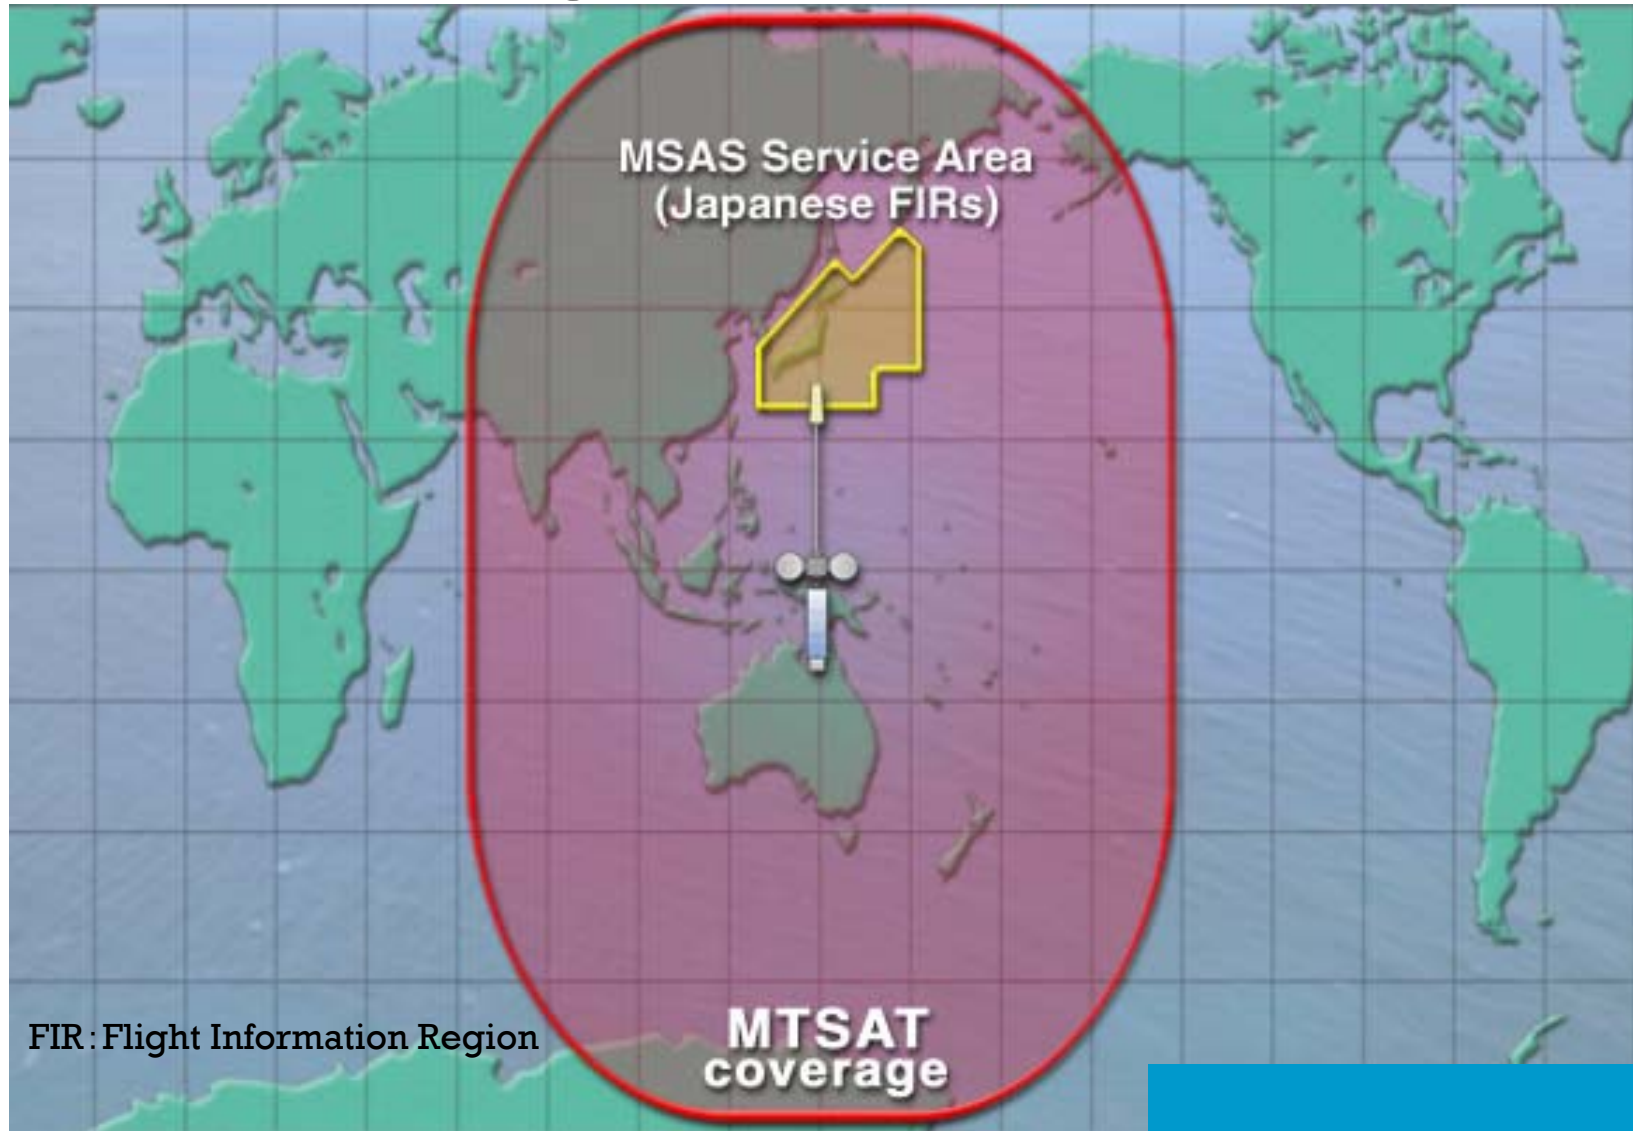 MSAS Service Area
(Japanese FIRs)
FIR: Flight Information Region
MTSAT
coverage